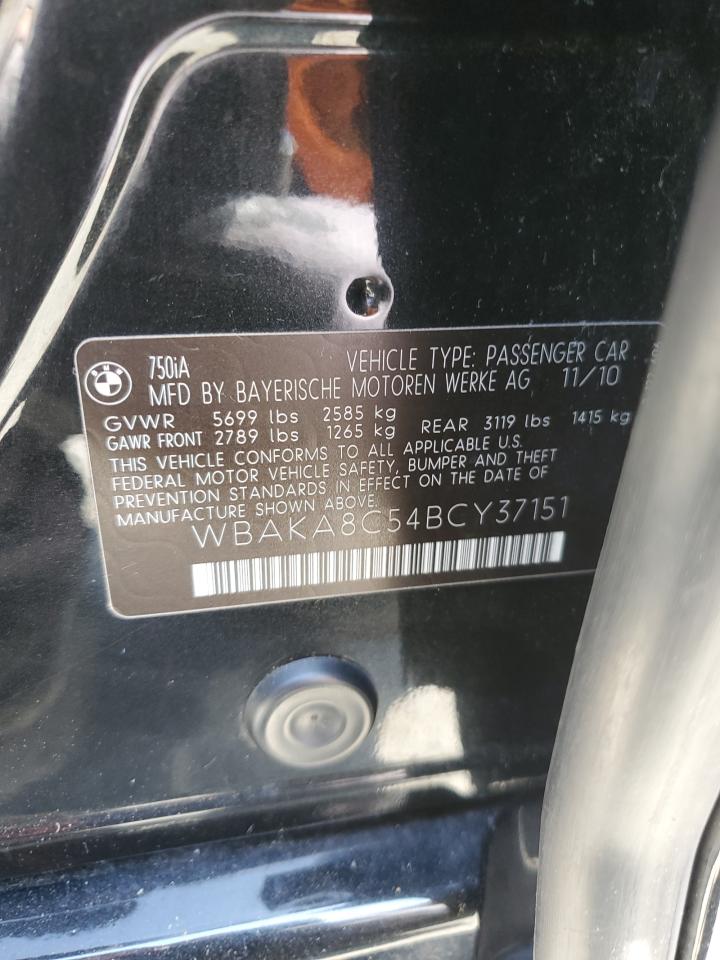 750iA VEHICLE TYPE: PASSENGER CAR
MFD BY BAYERISCHE MOTOREN WERKE AG 11/10
GVWR 5699 lbs 2585 kg
GAWR FRONT 2789 lbs 1265 kg REAR 3119 lbs 1415 kg
THIS VEHICLE CONFORMS TO ALL APPLICABLE U.S.
FEDERAL MOTOR VEHICLE SAFETY, BUMPER AND THEFT
PREVENTION STANDARDS IN EFFECT ON THE DATE OF
MANUFACTURE SHOWN ABOVE.
WBAKA8C54BCY37151